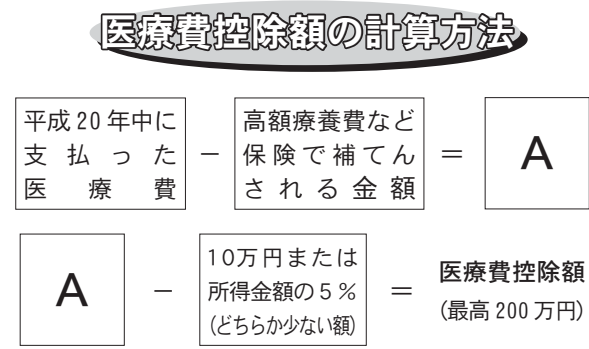 医療費控除額の計算方法
平成20年中に
支払った
医療費
－
高額療養費など
保険で補てん
される金額
＝
A
A
－
10万円または
所得金額の5％
(どちらか少ない額)
＝
医療費控除額
(最高200万円)